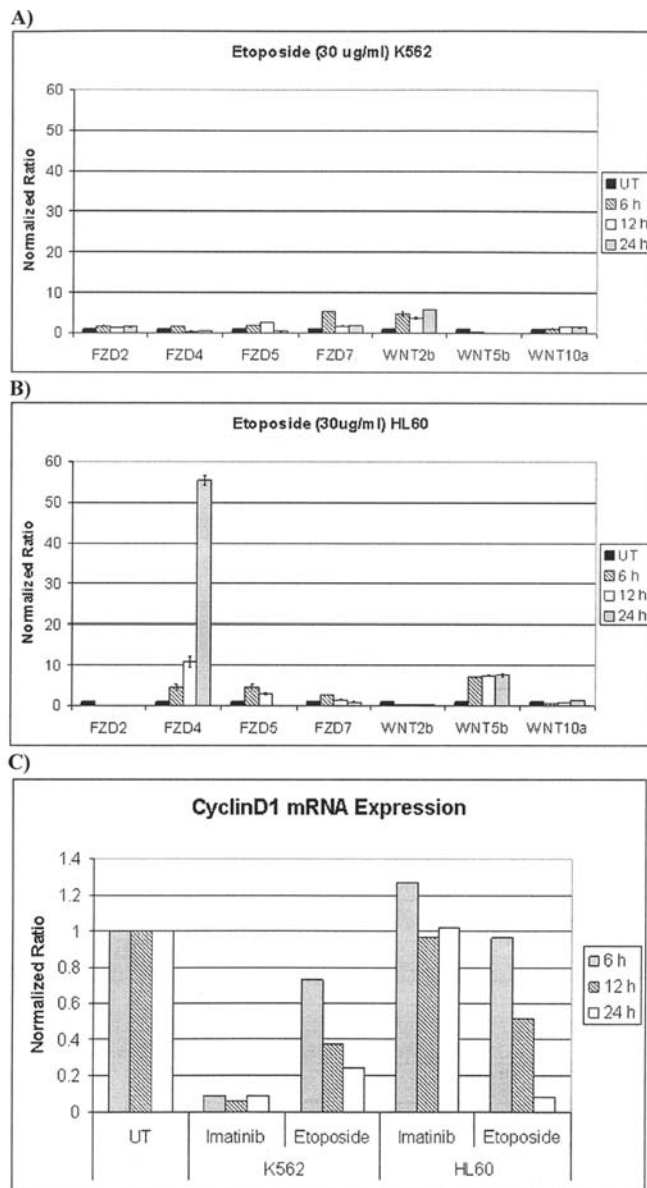 A)
Etoposide (30 ug/ml) K562
Normalized Ratio
60
50
40
30
20
10
0
FZD2 FZD4 FZD5 FZD7 WNT2b WNT5b WNT10a
UT
6 h
12 h
24 h
B)
Etoposide (30ug/ml) HL60
Normalized Ratio
60
50
40
30
20
10
0
FZD2 FZD4 FZD5 FZD7 WNT2b WNT5b WNT10a
UT
6 h
12 h
24 h
C)
CyclinD1 mRNA Expression
Normalized Ratio
1.4
1.2
1
0.8
0.6
0.4
0.2
0
UT Imatinib Etoposide Imatinib Etoposide
K562 HL60
6 h
12 h
24 h